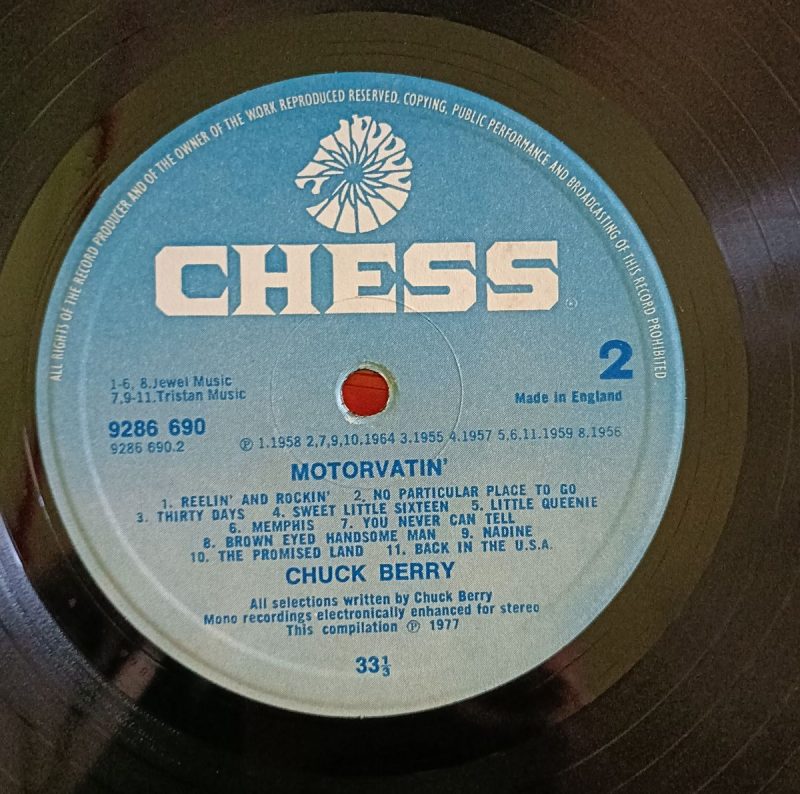 ALL RIGHTS OF THE RECORD PRODUCER AND OF THE OWNER OF THE WORK REPRODUCED RESERVED. COPYING, PUBLIC PERFORMANCE AND BROADCASTING OF THIS RECORD PROHIBITED
CHESS
2
1-6, 8.Jewel Music
7,9-11.Tristan Music
Made in England
9286 690
9286 690.2
℗ 1.1958 2,7,9,10,1964 3.1955 4.1957 5,6,11.1959 8.1956
MOTORVATIN'
1. REELIN' AND ROCKIN' 2. NO PARTICULAR PLACE TO GO
3. THIRTY DAYS 4. SWEET LITTLE SIXTEEN 5. LITTLE QUEENIE
6. MEMPHIS 7. YOU NEVER CAN TELL
8. BROWN EYED HANDSOME MAN 9. NADINE
10. THE PROMISED LAND 11. BACK IN THE U.S.A.
CHUCK BERRY
All selections written by Chuck Berry
Mono recordings electronically enhanced for stereo
This compilation ℗ 1977
33⅓